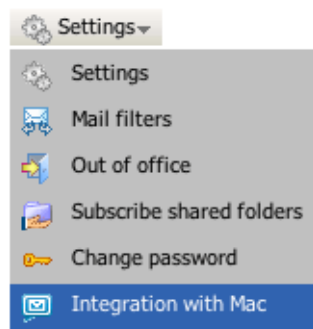 Settings
Settings
Mail filters
Out of office
Subscribe shared folders
Change password
Integration with Mac